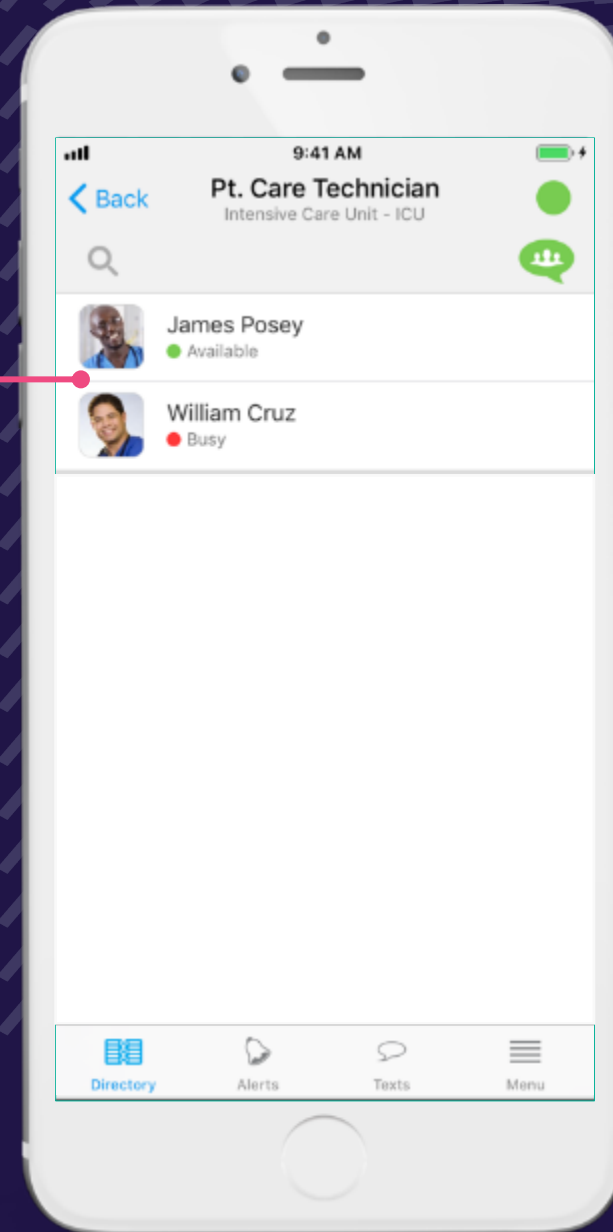 9:41 AM
Back
Pt. Care Technician
Intensive Care Unit - ICU
James Posey
Available
William Cruz
Busy
Directory
Alerts
Texts
Menu